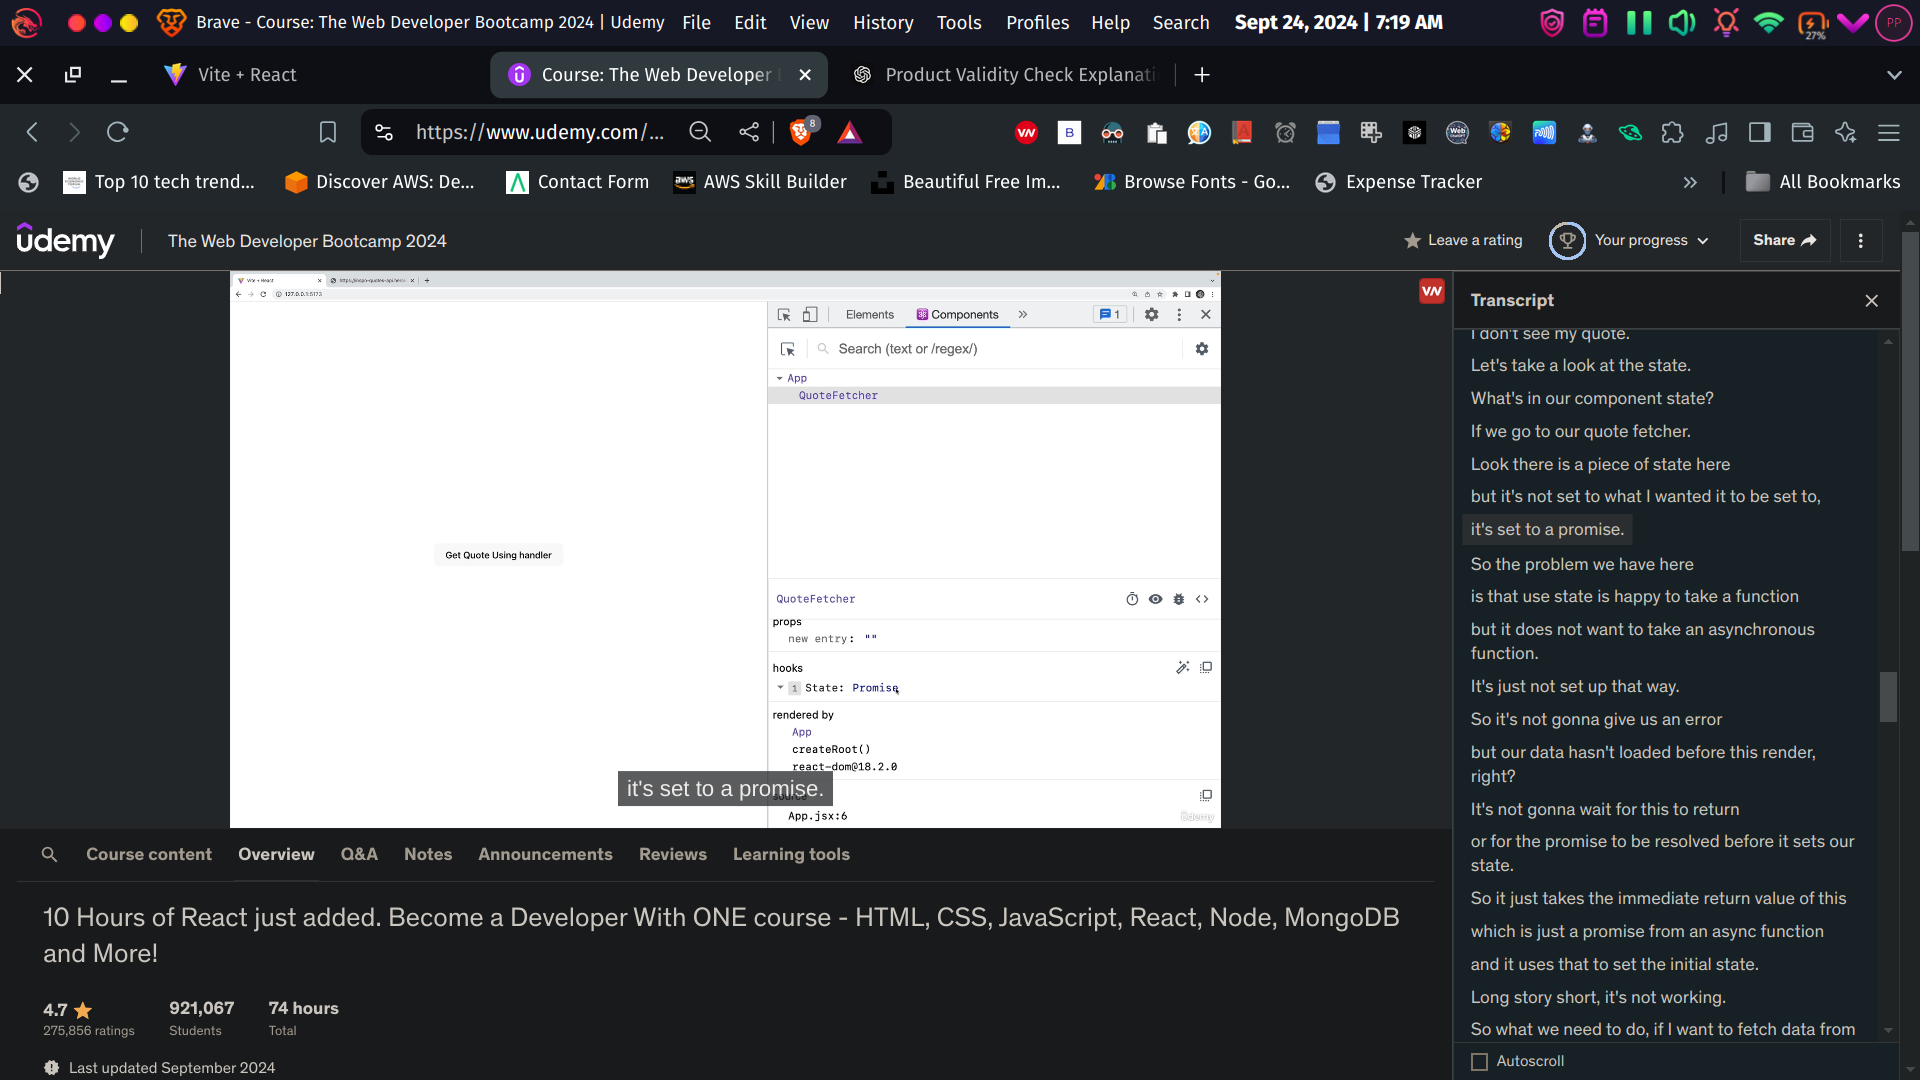 Brave - Course: The Web Developer Bootcamp 2024 | Udemy File Edit View History Tools Profiles Help Search Sept 24, 2024 | 7:19 AM 27% PP
Vite + React Course: The Web Developer Product Validity Check Explanati
https://www.udemy.com/... 8
Top 10 tech trend... Discover AWS: De... Contact Form AWS Skill Builder Beautiful Free Im... Browse Fonts - Go... Expense Tracker » All Bookmarks
udemy The Web Developer Bootcamp 2024 Leave a rating Your progress Share
Vite + React
127.0.0.1:5173
Elements Components » 1
Search (text or /regex/)
App
QuoteFetcher
Get Quote Using handler
QuoteFetcher
props
new entry: ""
hooks
1 State: Promise
rendered by
App
createRoot()
react-dom@18.2.0
it's set to a promise.
App.jsx:6
Udemy
Transcript
I don't see my quote.
Let's take a look at the state.
What's in our component state?
If we go to our quote fetcher.
Look there is a piece of state here
but it's not set to what I wanted it to be set to,
it's set to a promise.
So the problem we have here
is that use state is happy to take a function
but it does not want to take an asynchronous
function.
It's just not set up that way.
So it's not gonna give us an error
but our data hasn't loaded before this render,
right?
It's not gonna wait for this to return
or for the promise to be resolved before it sets our
state.
So it just takes the immediate return value of this
which is just a promise from an async function
and it uses that to set the initial state.
Long story short, it's not working.
So what we need to do, if I want to fetch data from
Autoscroll
Course content Overview Q&A Notes Announcements Reviews Learning tools
10 Hours of React just added. Become a Developer With ONE course - HTML, CSS, JavaScript, React, Node, MongoDB
and More!
4.7 921,067 74 hours
275,856 ratings Students Total
Last updated September 2024